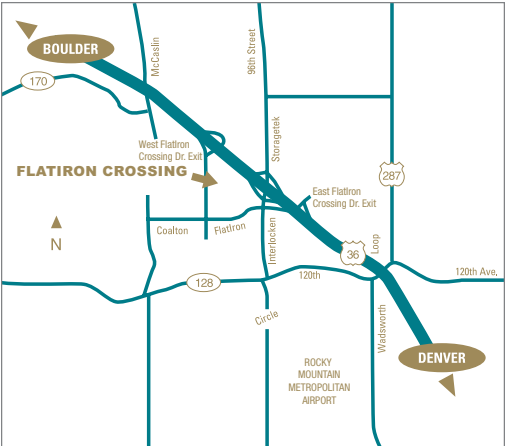 BOULDER
170
McCaslin
96th Street
West FlatIron
Crossing Dr. Exit
Storagetek
FLATIRON CROSSING
287
East FlatIron
Crossing Dr. Exit
N
Coalton
FlatIron
Interlocken
Loop
36
128
120th
120th Ave.
Circle
Wadsworth
DENVER
ROCKY
MOUNTAIN
METROPOLITAN
AIRPORT